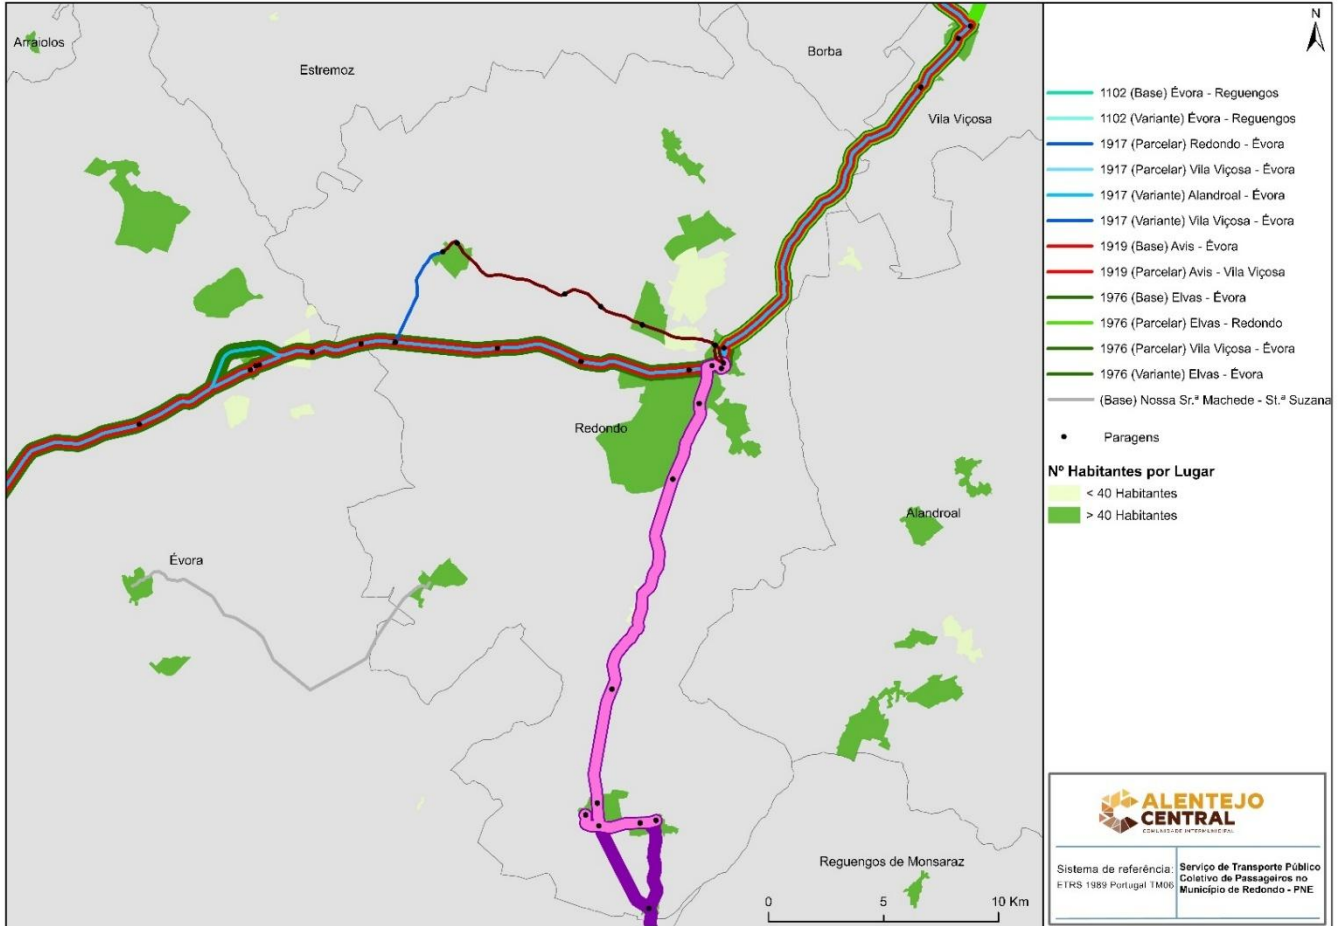 Arraiolos
Estremoz
Borba
Vila Viçosa
Redondo
Alandroal
Évora
Reguengos de Monsaraz
0 5 10 Km
N
1102 (Base) Évora - Reguengos
1102 (Variante) Évora - Reguengos
1917 (Parcelar) Redondo - Évora
1917 (Parcelar) Vila Viçosa - Évora
1917 (Variante) Alandroal - Évora
1917 (Variante) Vila Viçosa - Évora
1919 (Base) Avis - Évora
1919 (Parcelar) Avis - Vila Viçosa
1976 (Base) Elvas - Évora
1976 (Parcelar) Elvas - Redondo
1976 (Parcelar) Vila Viçosa - Évora
1976 (Variante) Elvas - Évora
(Base) Nossa Sr.ª Machede - St.ª Suzana
Paragens
Nº Habitantes por Lugar
< 40 Habitantes
> 40 Habitantes
ALENTEJO
CENTRAL
COMUNIDADE INTERMUNICIPAL
Sistema de referência:
ETRS 1989 Portugal TM06
Serviço de Transporte Público
Coletivo de Passageiros no
Município de Redondo - PNE